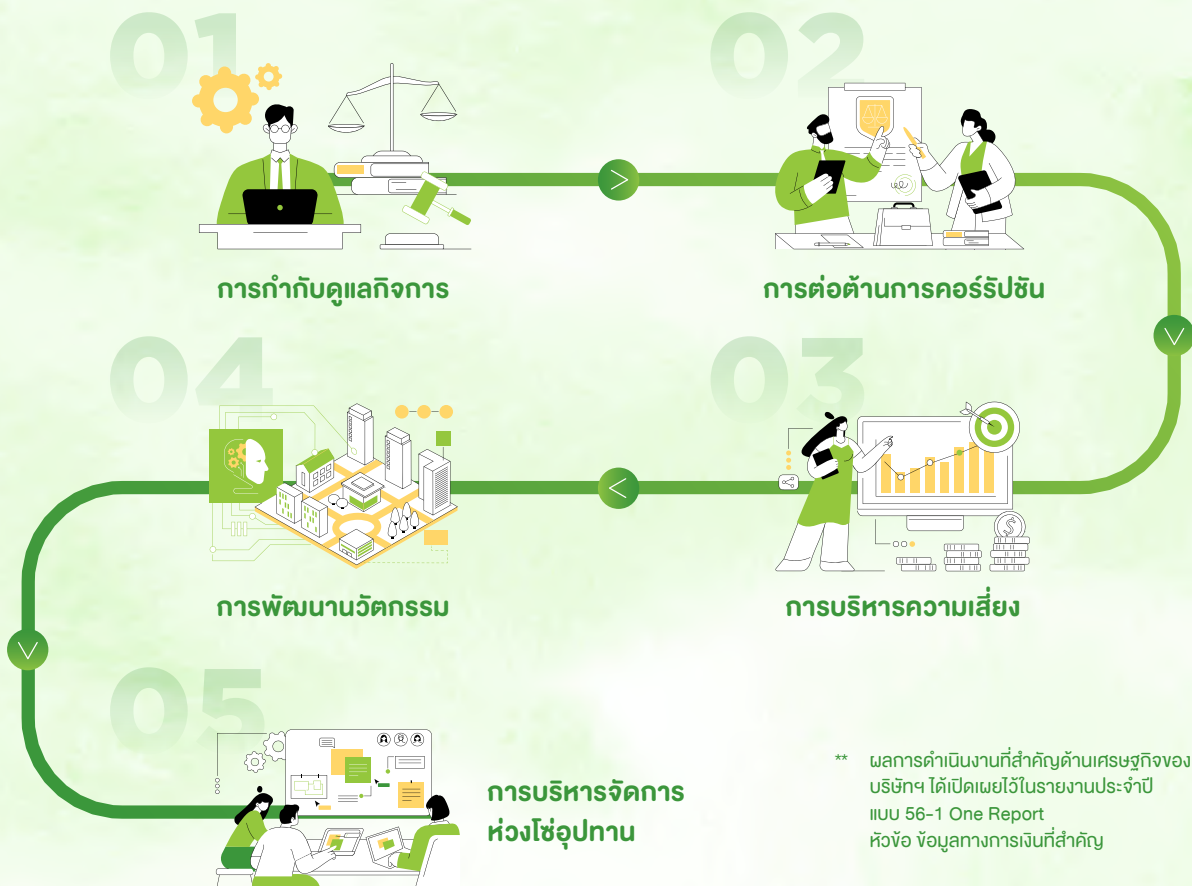 01
การกำกับดูแลกิจการ
02
การต่อต้านการคอร์รัปชัน
03
การบริหารความเสี่ยง
04
การพัฒนานวัตกรรม
05
การบริหารจัดการ
ห่วงโซ่อุปทาน
** ผลการดำเนินงานที่สำคัญด้านเศรษฐกิจของ
บริษัทฯ ได้เปิดเผยไว้ในรายงานประจำปี
แบบ 56-1 One Report
หัวข้อ ข้อมูลทางการเงินที่สำคัญ